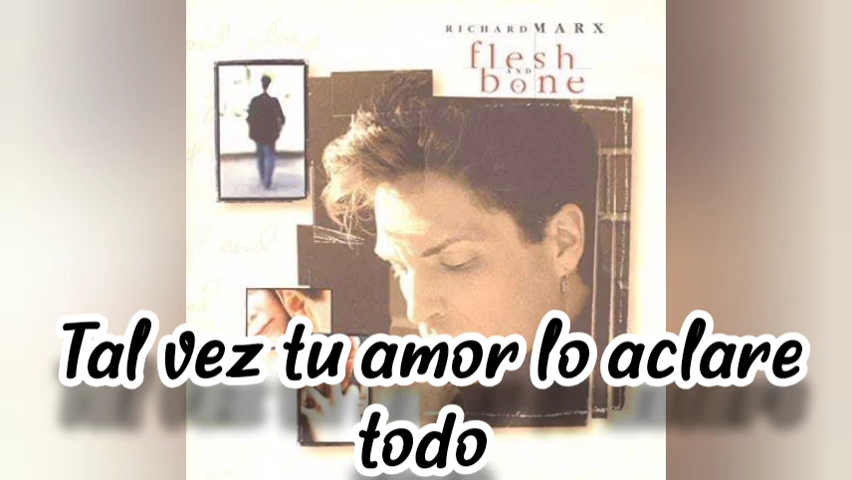 RICHARD MARX
flesh
AND
bone
Tal vez tu amor lo aclare
todo